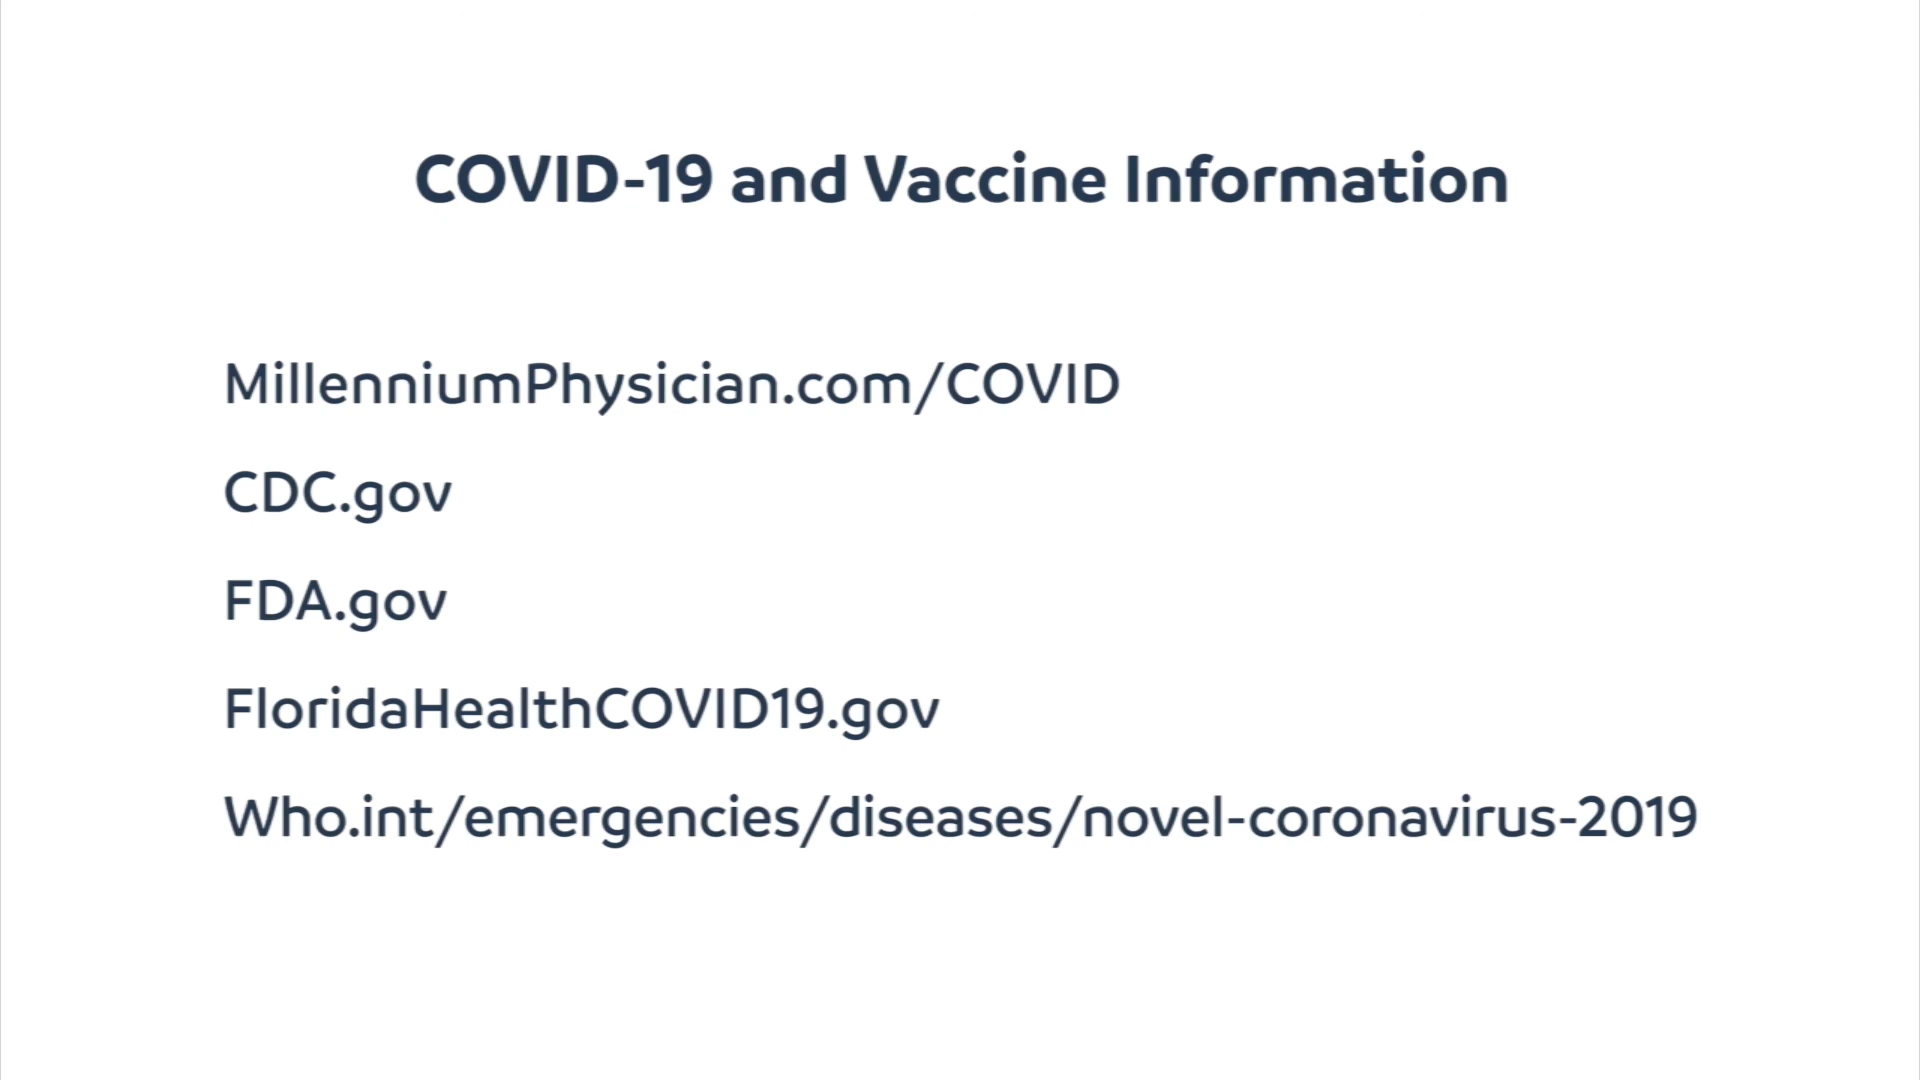 COVID-19 and Vaccine Information
MillenniumPhysician.com/COVID
CDC.gov
FDA.gov
FloridaHealthCOVID19.gov
Who.int/emergencies/diseases/novel-coronavirus-2019